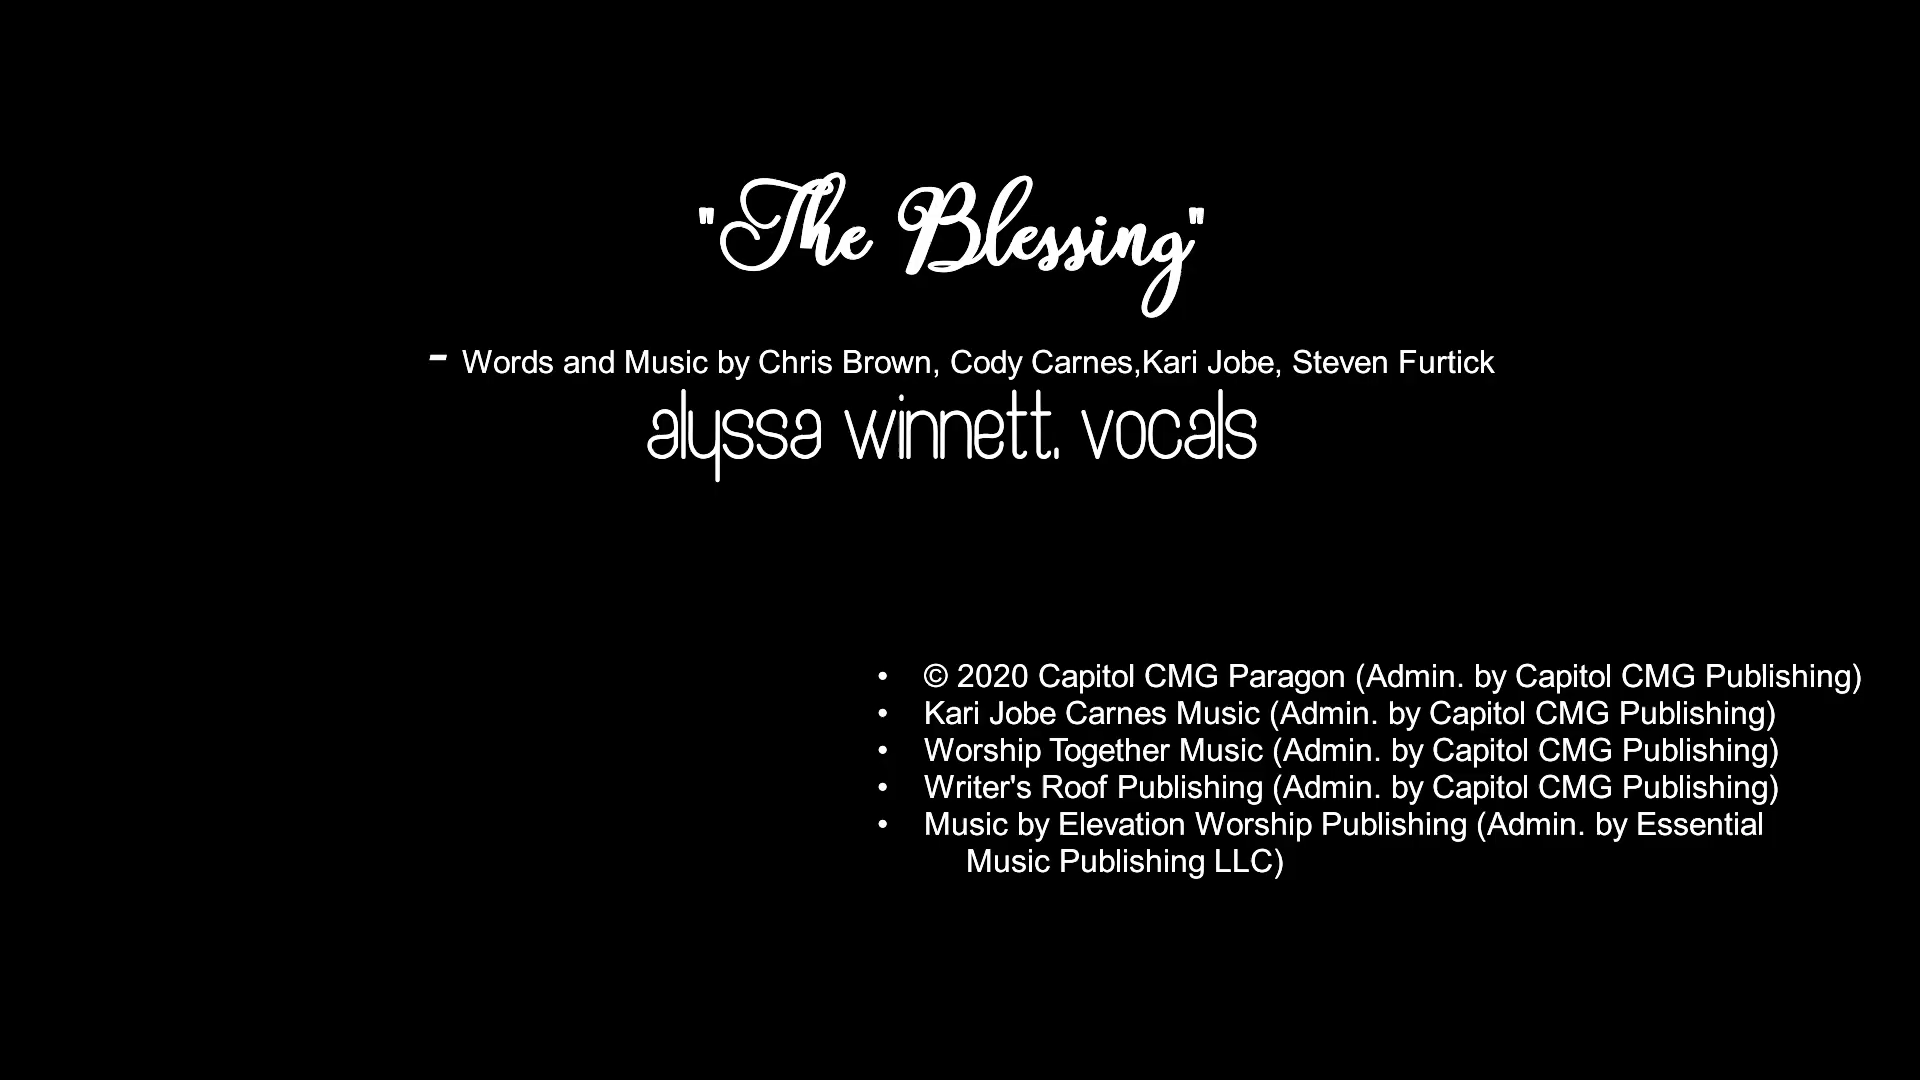 "The Blessing"
- Words and Music by Chris Brown, Cody Carnes,Kari Jobe, Steven Furtick
alyssa winnett, vocals
• © 2020 Capitol CMG Paragon (Admin. by Capitol CMG Publishing)
• Kari Jobe Carnes Music (Admin. by Capitol CMG Publishing)
• Worship Together Music (Admin. by Capitol CMG Publishing)
• Writer's Roof Publishing (Admin. by Capitol CMG Publishing)
• Music by Elevation Worship Publishing (Admin. by Essential
Music Publishing LLC)